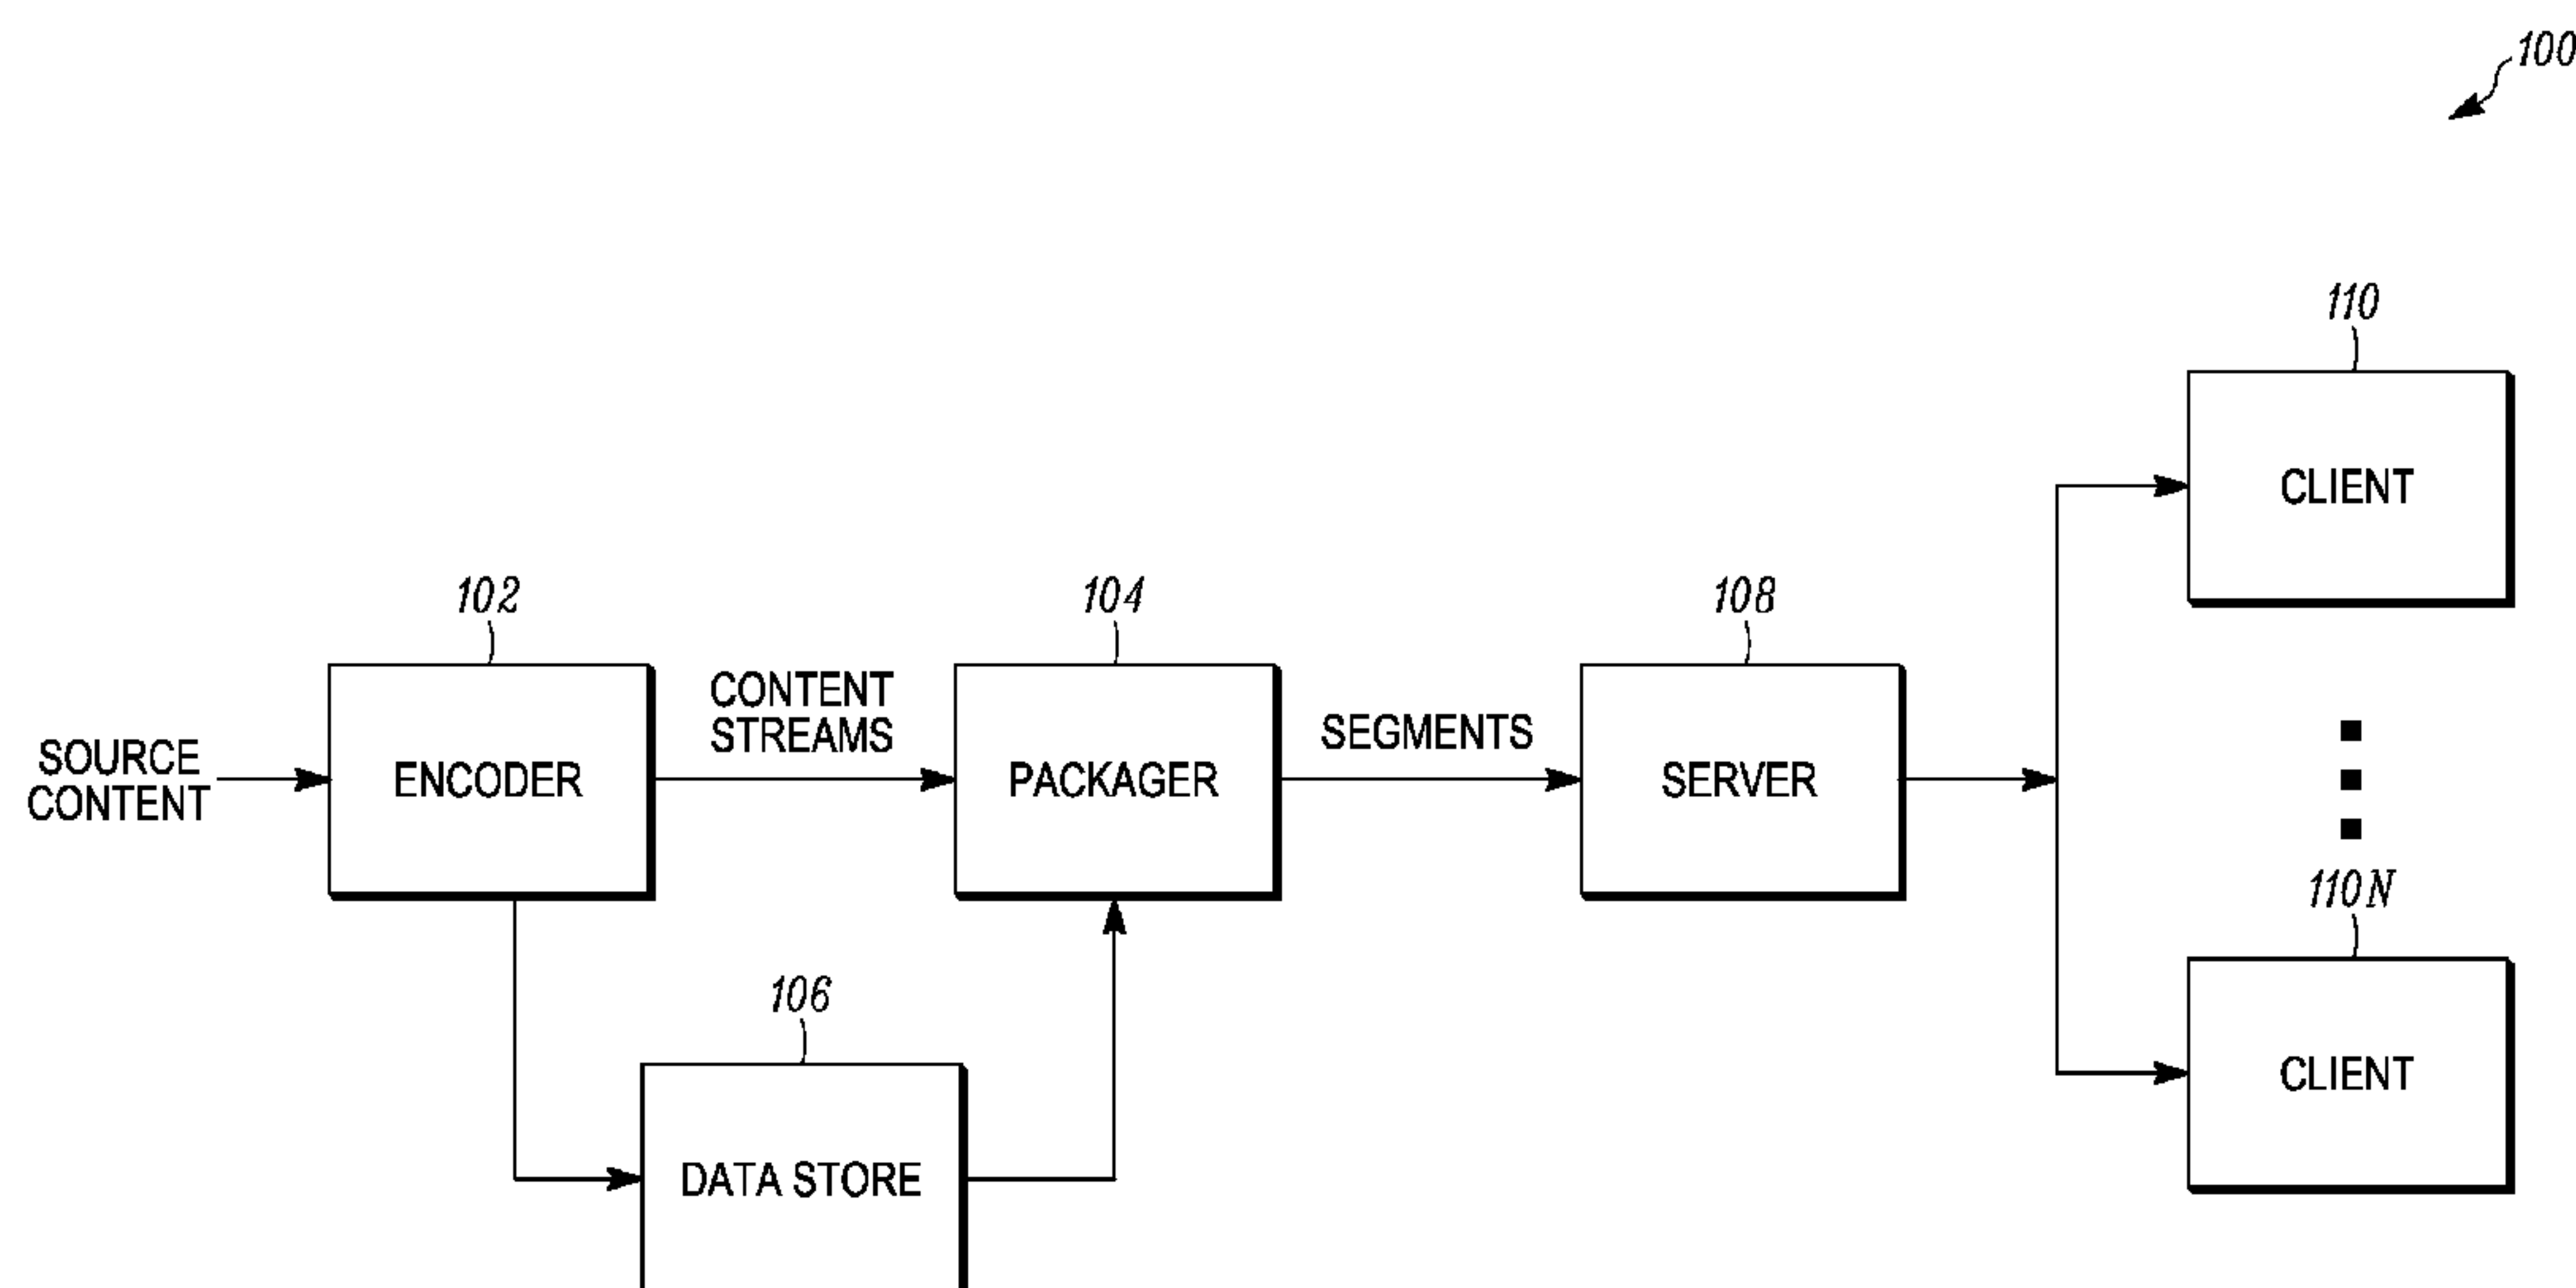 100
110
CLIENT
102
104
108
CONTENT
STREAMS
SEGMENTS
SOURCE
CONTENT
ENCODER
PACKAGER
SERVER
110N
106
CLIENT
DATA STORE